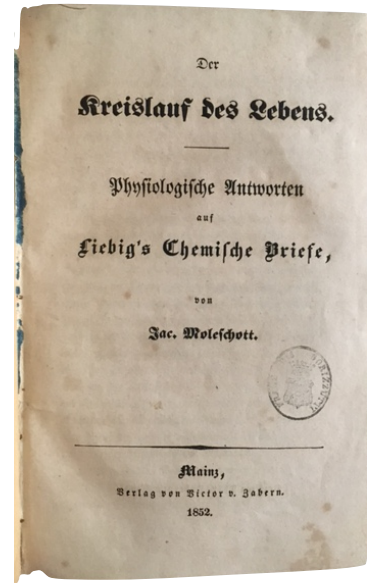 Der
Kreislauf des Lebens.
Physiologische Antworten
auf
Liebig's Chemische Briefe,
von
Jac. Moleschott.
Mainz,
Verlag von Victor v. Zabern.
1852.